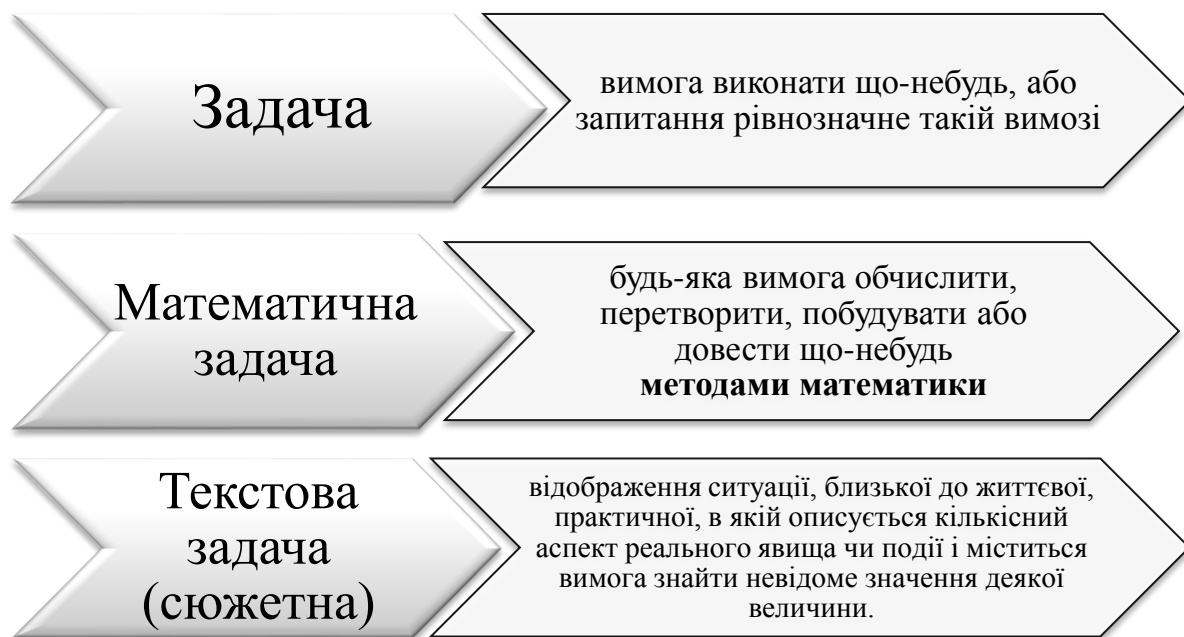 Задача
вимога виконати що-небудь, або
запитання рівнозначне такій вимозі
Математична
задача
будь-яка вимога обчислити,
перетворити, побудувати або
довести що-небудь
методами математики
Текстова
задача
(сюжетна)
відображення ситуації, близької до життєвої,
практичної, в якій описується кількісний
аспект реального явища чи події і міститься
вимога знайти невідоме значення деякої
величини.